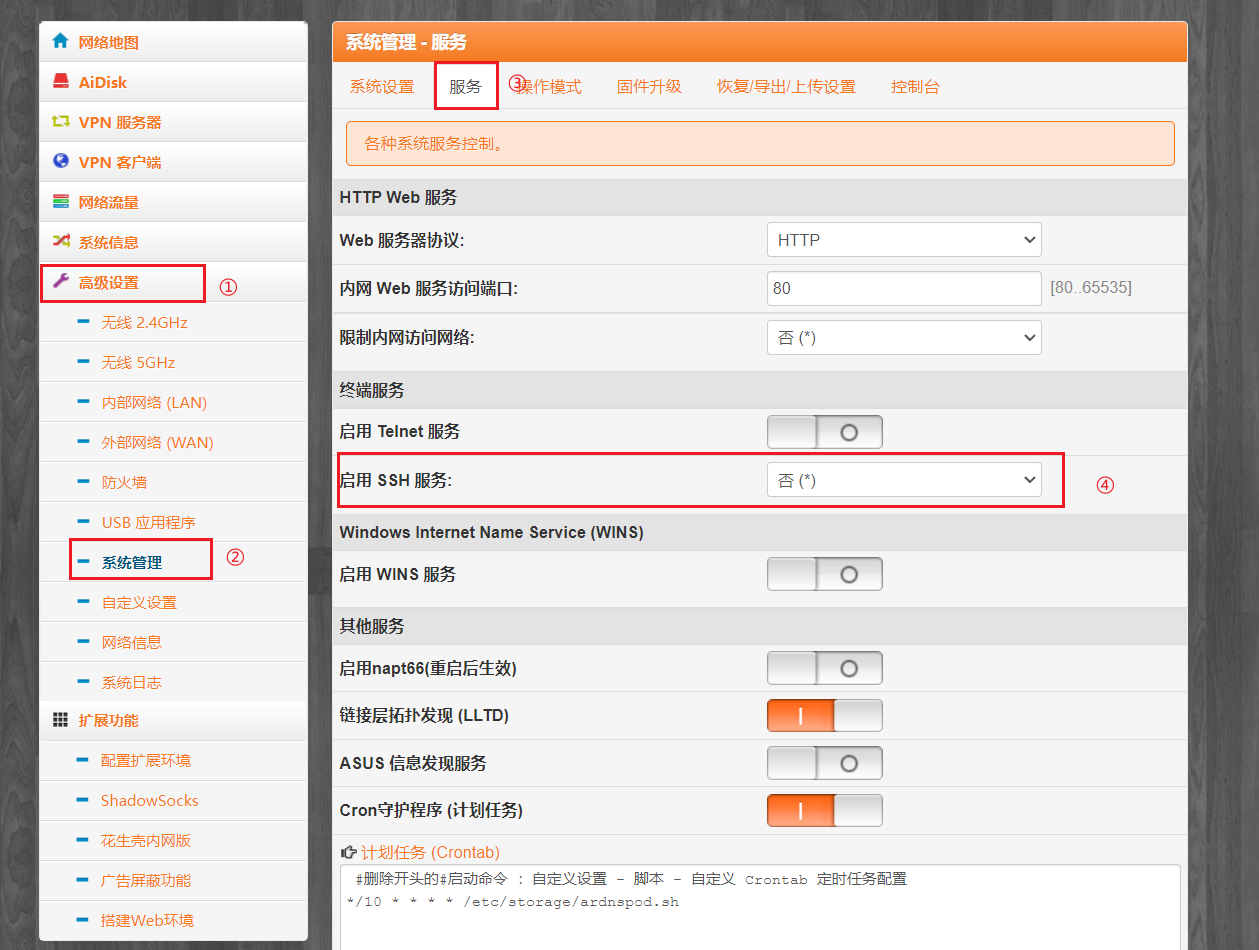 网络地图
AiDisk
VPN 服务器
VPN 客户端
网络流量
系统信息
高级设置 ①
无线 2.4GHz
无线 5GHz
内部网络 (LAN)
外部网络 (WAN)
防火墙
USB 应用程序
系统管理 ②
自定义设置
网络信息
系统日志
扩展功能
配置扩展环境
ShadowSocks
花生壳内网版
广告屏蔽功能
搭建Web环境
系统管理 - 服务
系统设置 服务 ③ 操作模式 固件升级 恢复/导出/上传设置 控制台
各种系统服务控制。
HTTP Web 服务
Web 服务器协议: HTTP
内网 Web 服务访问端口: 80 [80..65535]
限制内网访问网络: 否 (*)
终端服务
启用 Telnet 服务
启用 SSH 服务: 否 (*) ④
Windows Internet Name Service (WINS)
启用 WINS 服务
其他服务
启用napt66(重启后生效)
链接层拓扑发现 (LLTD)
ASUS 信息发现服务
Cron守护程序 (计划任务)
计划任务 (Crontab)
#删除开头的#启动命令 : 自定义设置 - 脚本 - 自定义 Crontab 定时任务配置
*/10 * * * * /etc/storage/ardnspod.sh